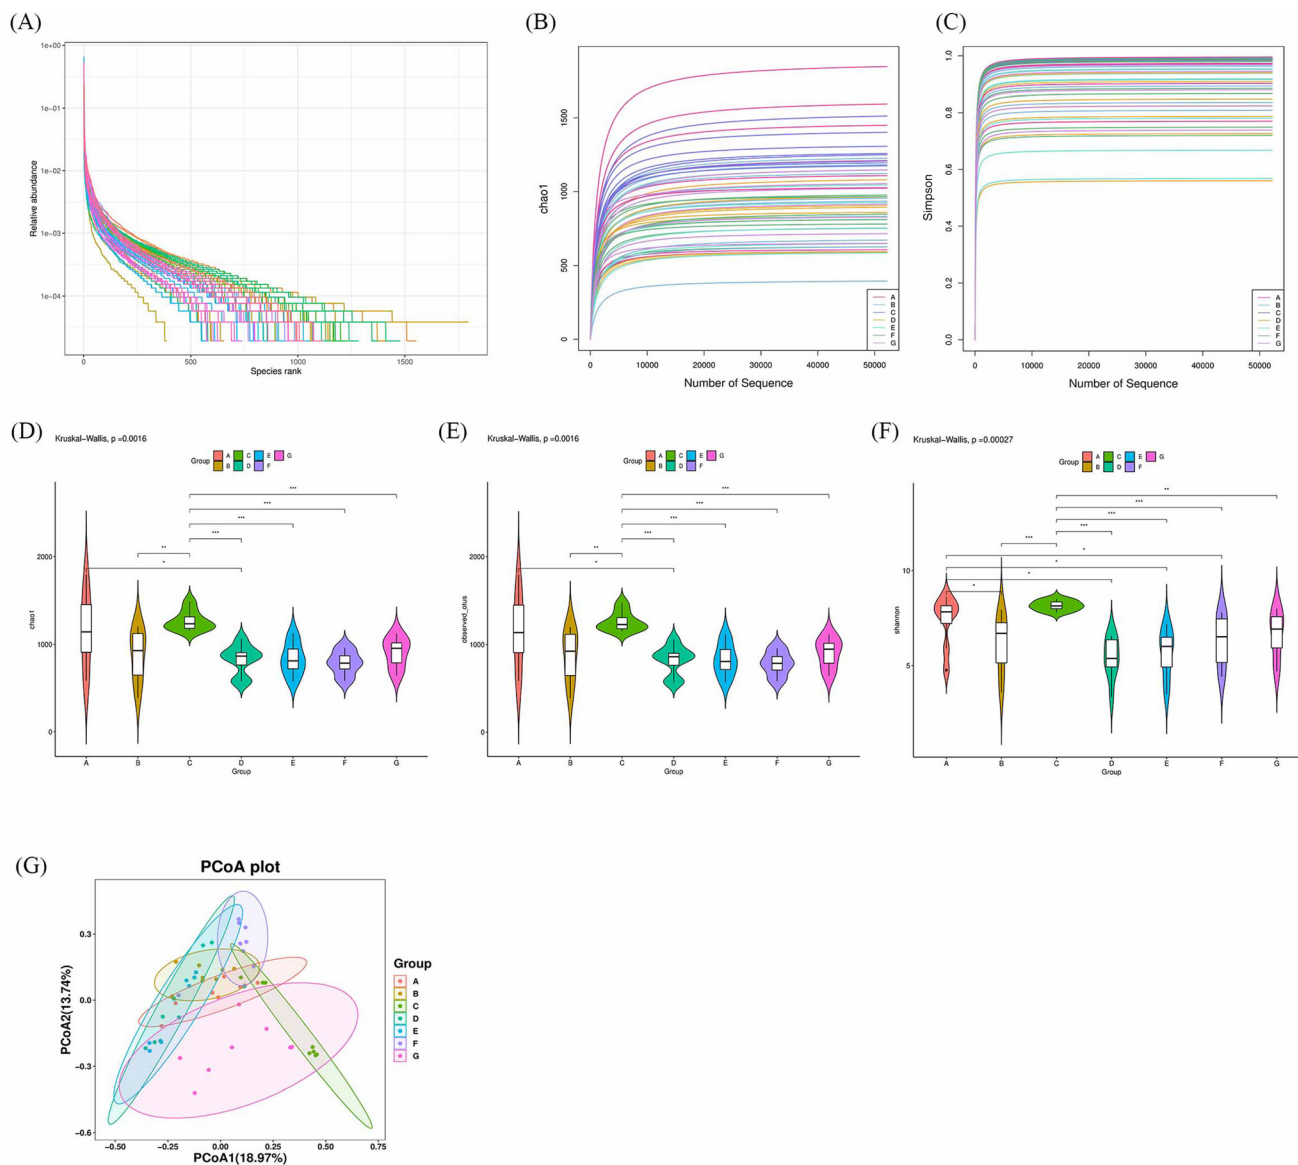 (A)
1e+00
1e-01
1e-02
1e-03
1e-04
Relative abundance
0 500 1000 1500
Species rank
(B)
chao1
0 500 1000 1500
0 10000 20000 30000 40000 50000
Number of Sequence
A
B
C
D
E
F
G
(C)
Simpson
0.0 0.2 0.4 0.6 0.8 1.0
0 10000 20000 30000 40000 50000
Number of Sequence
A
B
C
D
E
F
G
(D)
Kruskal-Wallis, p =0.0016
Group A C E G
B D F
***
***
***
***
**
*
2000
1000
0
chao1
A B C D E F G
Group
(E)
Kruskal-Wallis, p =0.0016
Group A C E G
B D F
***
***
***
***
**
*
2000
1000
0
observed_otus
A B C D E F G
Group
(F)
Kruskal-Wallis, p =0.00027
Group A C E G
B D F
**
***
***
***
***
*
*
*
*
10
5
shannon
A B C D E F G
Group
(G)
PCoA plot
0.3
0.0
-0.3
-0.6
PCoA2(13.74%)
-0.50 -0.25 0.00 0.25 0.50 0.75
PCoA1(18.97%)
Group
A
B
C
D
E
F
G